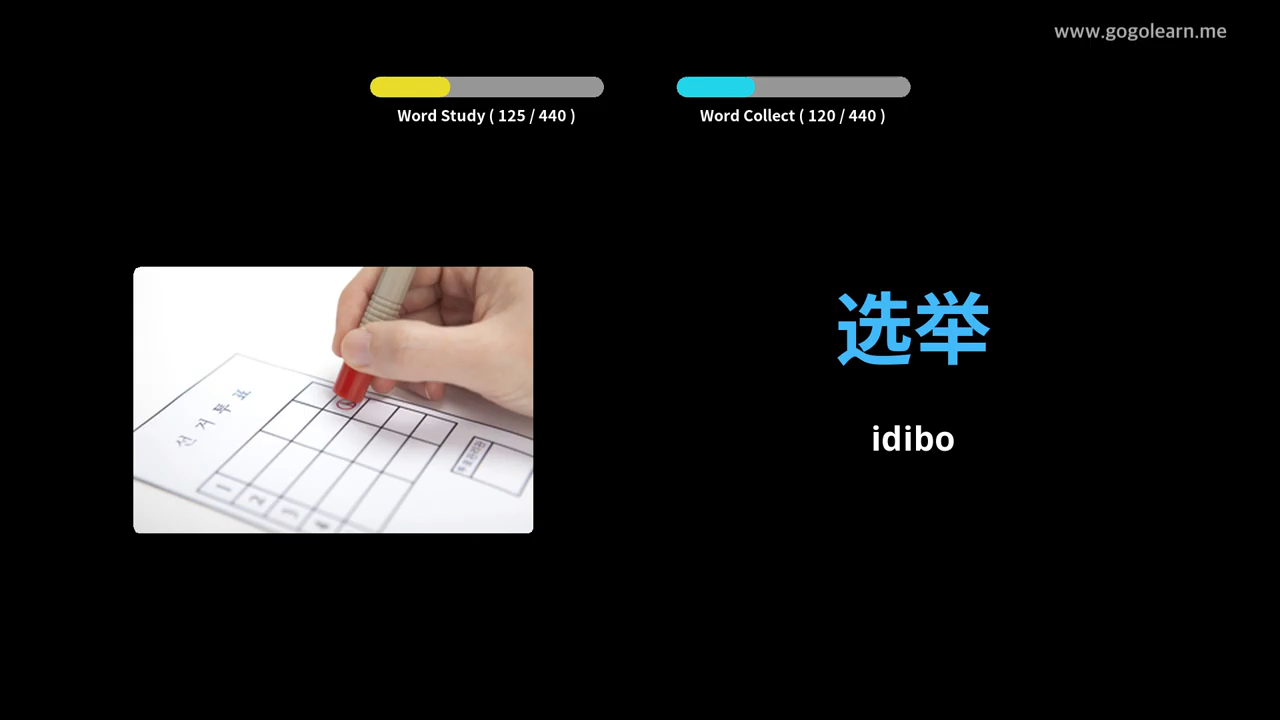 www.gogolearn.me
Word Study ( 125 / 440 )
Word Collect ( 120 / 440 )
선거투표
1
2
3
4
选举
idibo